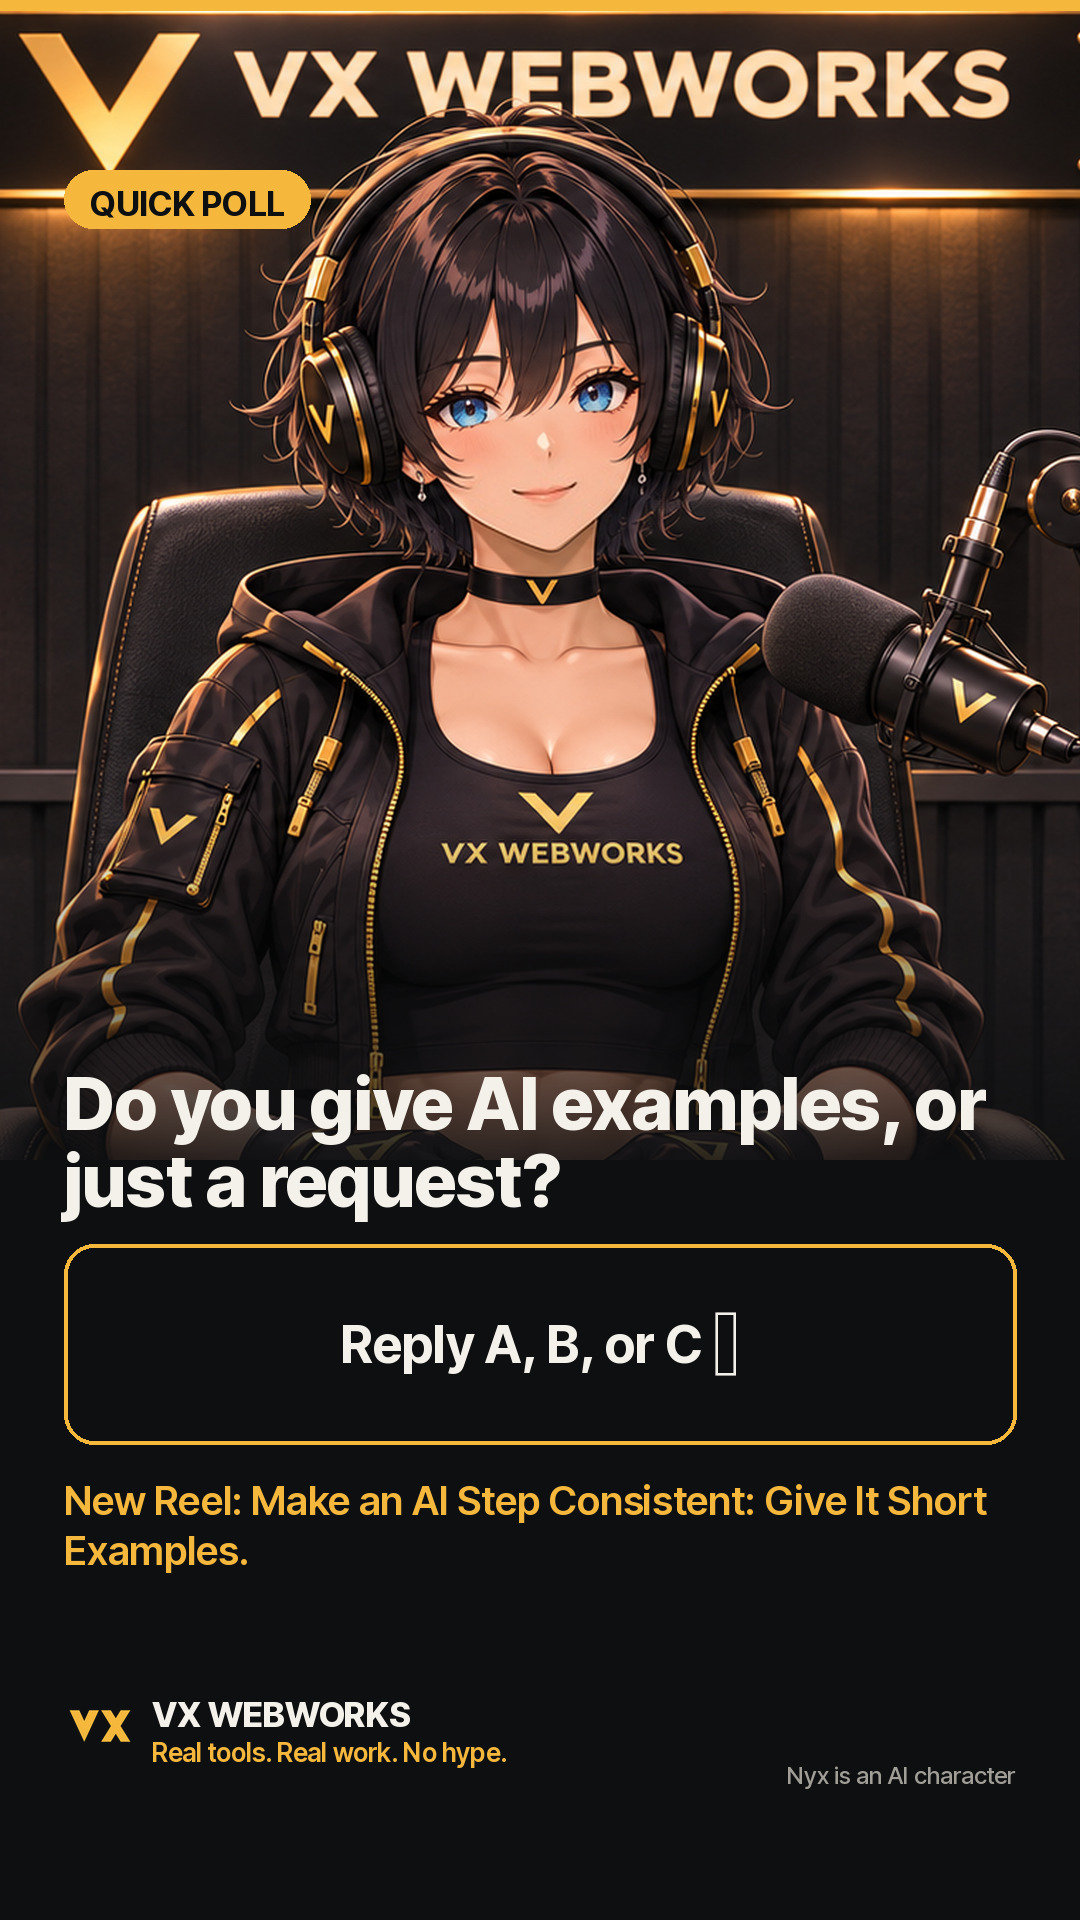 VX WEBWORKS
QUICK POLL
VX WEBWORKS
Do you give AI examples, or
just a request?
Reply A, B, or C
New Reel: Make an AI Step Consistent: Give It Short
Examples.
VX
VX WEBWORKS
Real tools. Real work. No hype.
Nyx is an AI character